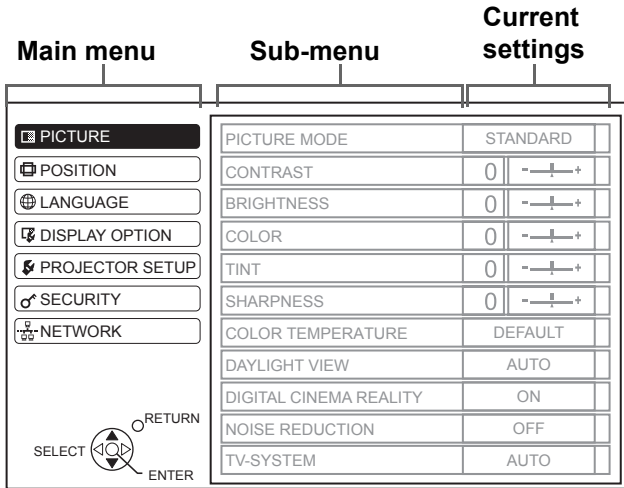 Main menu
Sub-menu
Current
settings
PICTURE
POSITION
LANGUAGE
DISPLAY OPTION
PROJECTOR SETUP
SECURITY
NETWORK
RETURN
SELECT
ENTER
PICTURE MODE STANDARD
CONTRAST 0 - +
BRIGHTNESS 0 - +
COLOR 0 - +
TINT 0 - +
SHARPNESS 0 - +
COLOR TEMPERATURE DEFAULT
DAYLIGHT VIEW AUTO
DIGITAL CINEMA REALITY ON
NOISE REDUCTION OFF
TV-SYSTEM AUTO